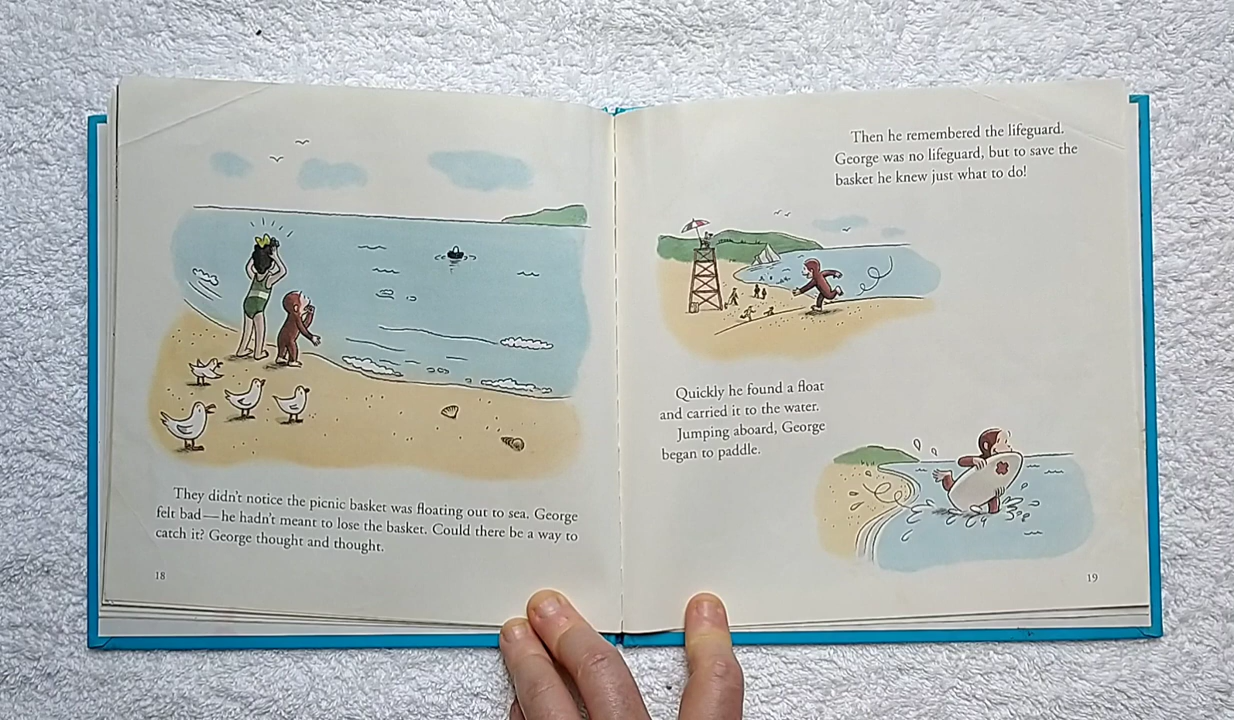 They didn't notice the picnic basket was floating out to sea. George
felt bad—he hadn't meant to lose the basket. Could there be a way to
catch it? George thought and thought.
18
Then he remembered the lifeguard.
George was no lifeguard, but to save the
basket he knew just what to do!
Quickly he found a float
and carried it to the water.
Jumping aboard, George
began to paddle.
19